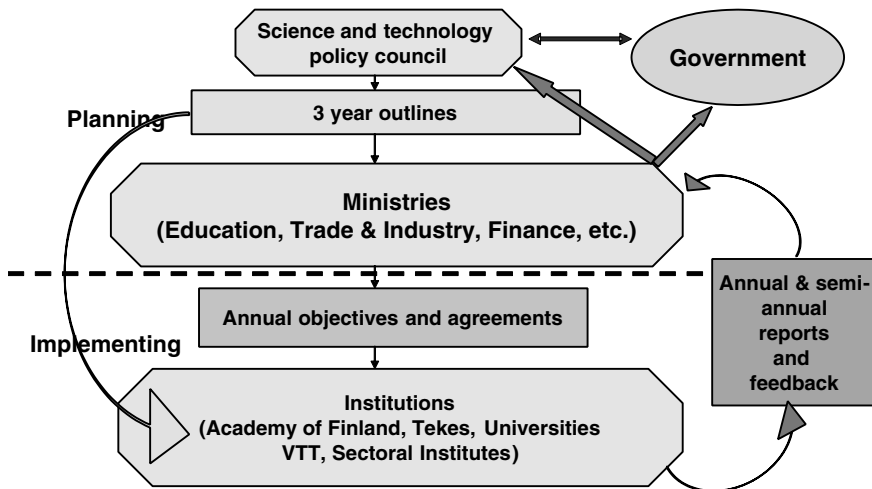 Science and technology
policy council
Government
Planning
3 year outlines
Ministries
(Education, Trade & Industry, Finance, etc.)
Annual objectives and agreements
Annual & semi-
annual
reports
and
feedback
Implementing
Institutions
(Academy of Finland, Tekes, Universities
VTT, Sectoral Institutes)